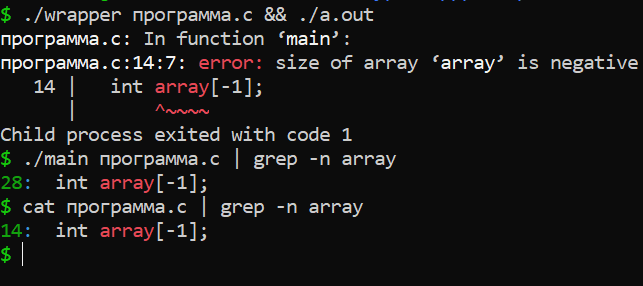 $ ./wrapper программа.c && ./a.out
программа.c: In function ‘main’:
программа.c:14:7: error: size of array ‘array’ is negative
   14 |   int array[-1];
      |       ^~~~~
Child process exited with code 1
$ ./main программа.c | grep -n array
28:  int array[-1];
$ cat программа.c | grep -n array
14:  int array[-1];
$